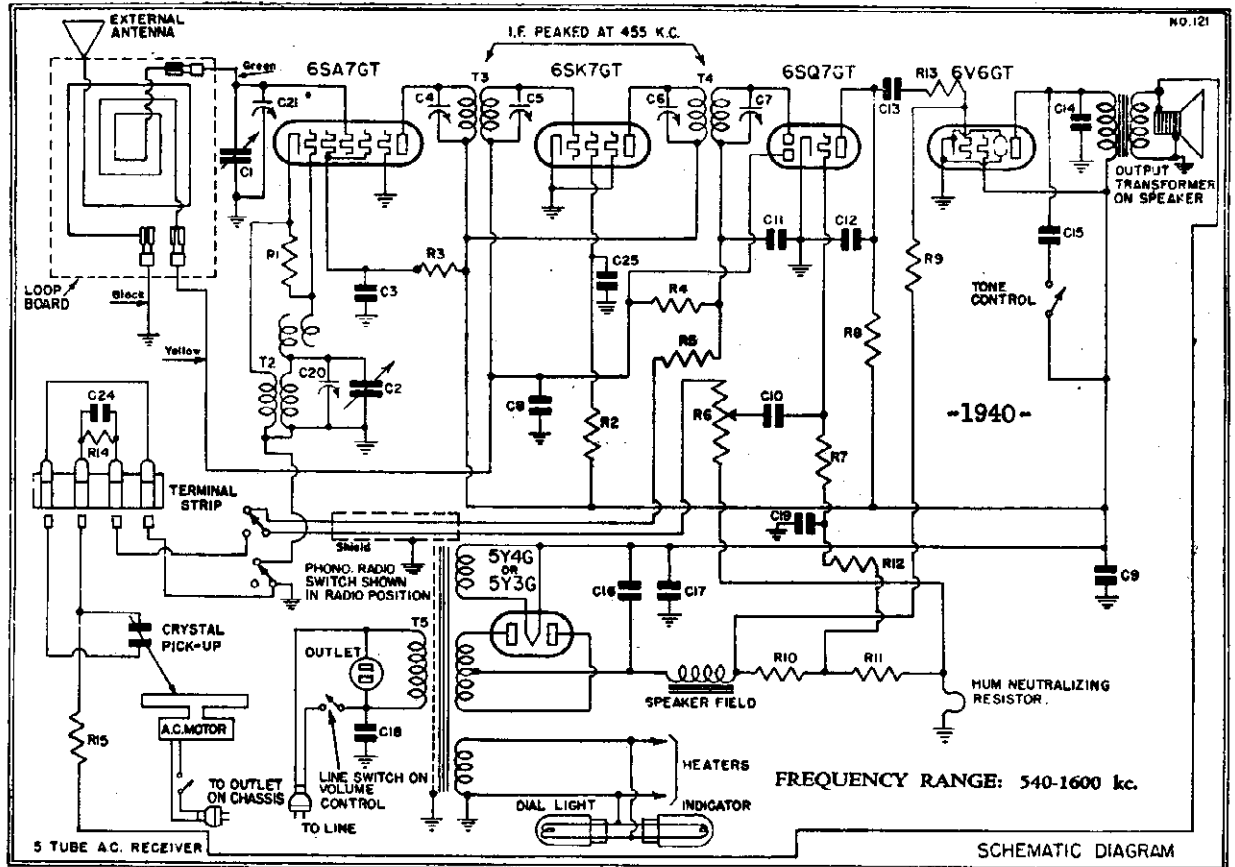 NO. 121
EXTERNAL
ANTENNA
I.F. PEAKED AT 455 K.C.
Green
6SA7GT
T3
6SK7GT
T4
6SQ7GT
R13
6V6GT
C21
C4
C5
C6
C7
C13
C14
C1
OUTPUT
TRANSFORMER
ON SPEAKER
C11
C12
C15
R1
R3
C25
R9
LOOP
BOARD
C3
R4
TONE
CONTROL
Black
R5
R8
Yellow
T2
C20
C2
C24
C8
R6
C10
-1940-
R2
R14
R7
TERMINAL
STRIP
C19
Shield
PHONO. RADIO
SWITCH SHOWN
IN RADIO POSITION
5Y4G
OR
5Y3G
R12
C16
C17
C9
CRYSTAL
PICK-UP
T5
OUTLET
R10
R11
SPEAKER FIELD
HUM NEUTRALIZING
RESISTOR.
A.C. MOTOR
C18
R15
HEATERS
TO OUTLET
ON CHASSIS
LINE SWITCH ON
VOLUME
CONTROL
FREQUENCY RANGE: 540-1600 kc.
DIAL LIGHT
INDICATOR
TO LINE
5 TUBE A.C. RECEIVER
SCHEMATIC DIAGRAM